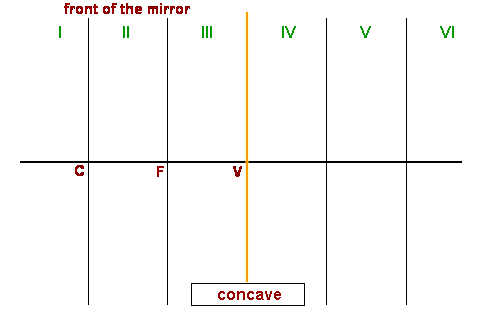 front of the mirror
I II III IV V VI
C F V
concave